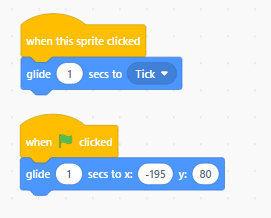 when this sprite clicked
glide 1 secs to Tick
when clicked
glide 1 secs to x: -195 y: 80